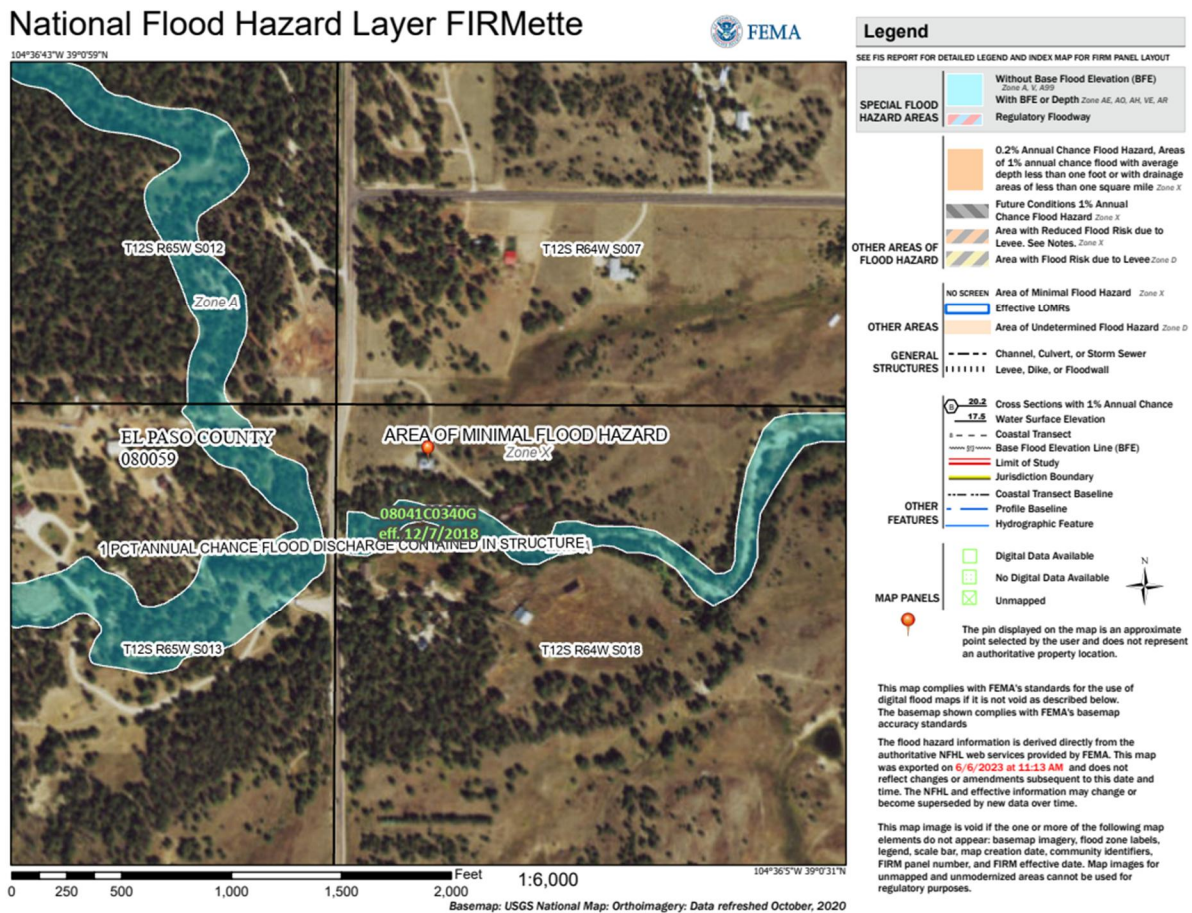 National Flood Hazard Layer FIRMette
FEMA
104°36'43"W 39°0'59"N
T12S R65W S012
T12S R64W S007
Zone A
EL PASO COUNTY
080059
AREA OF MINIMAL FLOOD HAZARD
Zone X
08041C0340G
eff. 12/7/2018
1 PCT ANNUAL CHANCE FLOOD DISCHARGE CONTAINED IN STRUCTURE
T12S R65W S013
T12S R64W S018
104°36'5"W 39°0'31"N
0 250 500 1,000 1,500 2,000 Feet 1:6,000
Basemap: USGS National Map: Orthoimagery: Data refreshed October, 2020
Legend
SEE FIS REPORT FOR DETAILED LEGEND AND INDEX MAP FOR FIRM PANEL LAYOUT
SPECIAL FLOOD
HAZARD AREAS
Without Base Flood Elevation (BFE)
Zone A, V, A99
With BFE or Depth Zone AE, AO, AH, VE, AR
Regulatory Floodway
OTHER AREAS OF
FLOOD HAZARD
0.2% Annual Chance Flood Hazard, Areas
of 1% annual chance flood with average
depth less than one foot or with drainage
areas of less than one square mile Zone X
Future Conditions 1% Annual
Chance Flood Hazard Zone X
Area with Reduced Flood Risk due to
Levee. See Notes. Zone X
Area with Flood Risk due to Levee Zone D
OTHER AREAS
NO SCREEN Area of Minimal Flood Hazard Zone X
Effective LOMRs
Area of Undetermined Flood Hazard Zone D
GENERAL
STRUCTURES
Channel, Culvert, or Storm Sewer
Levee, Dike, or Floodwall
OTHER
FEATURES
B 20.2 Cross Sections with 1% Annual Chance
17.5 Water Surface Elevation
8 Coastal Transect
513 Base Flood Elevation Line (BFE)
Limit of Study
Jurisdiction Boundary
Coastal Transect Baseline
Profile Baseline
Hydrographic Feature
MAP PANELS
Digital Data Available
No Digital Data Available
Unmapped
N
The pin displayed on the map is an approximate
point selected by the user and does not represent
an authoritative property location.
This map complies with FEMA's standards for the use of
digital flood maps if it is not void as described below.
The basemap shown complies with FEMA's basemap
accuracy standards
The flood hazard information is derived directly from the
authoritative NFHL web services provided by FEMA. This map
was exported on 6/6/2023 at 11:13 AM and does not
reflect changes or amendments subsequent to this date and
time. The NFHL and effective information may change or
become superseded by new data over time.
This map image is void if the one or more of the following map
elements do not appear: basemap imagery, flood zone labels,
legend, scale bar, map creation date, community identifiers,
FIRM panel number, and FIRM effective date. Map images for
unmapped and unmodernized areas cannot be used for
regulatory purposes.